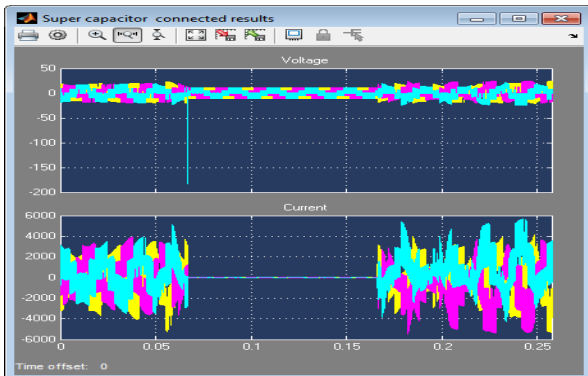 Super capacitor connected results
Voltage
50
0
-50
-100
-150
-200
Current
6000
4000
2000
0
-2000
-4000
-6000
0 0.05 0.1 0.15 0.2 0.25
Time offset: 0